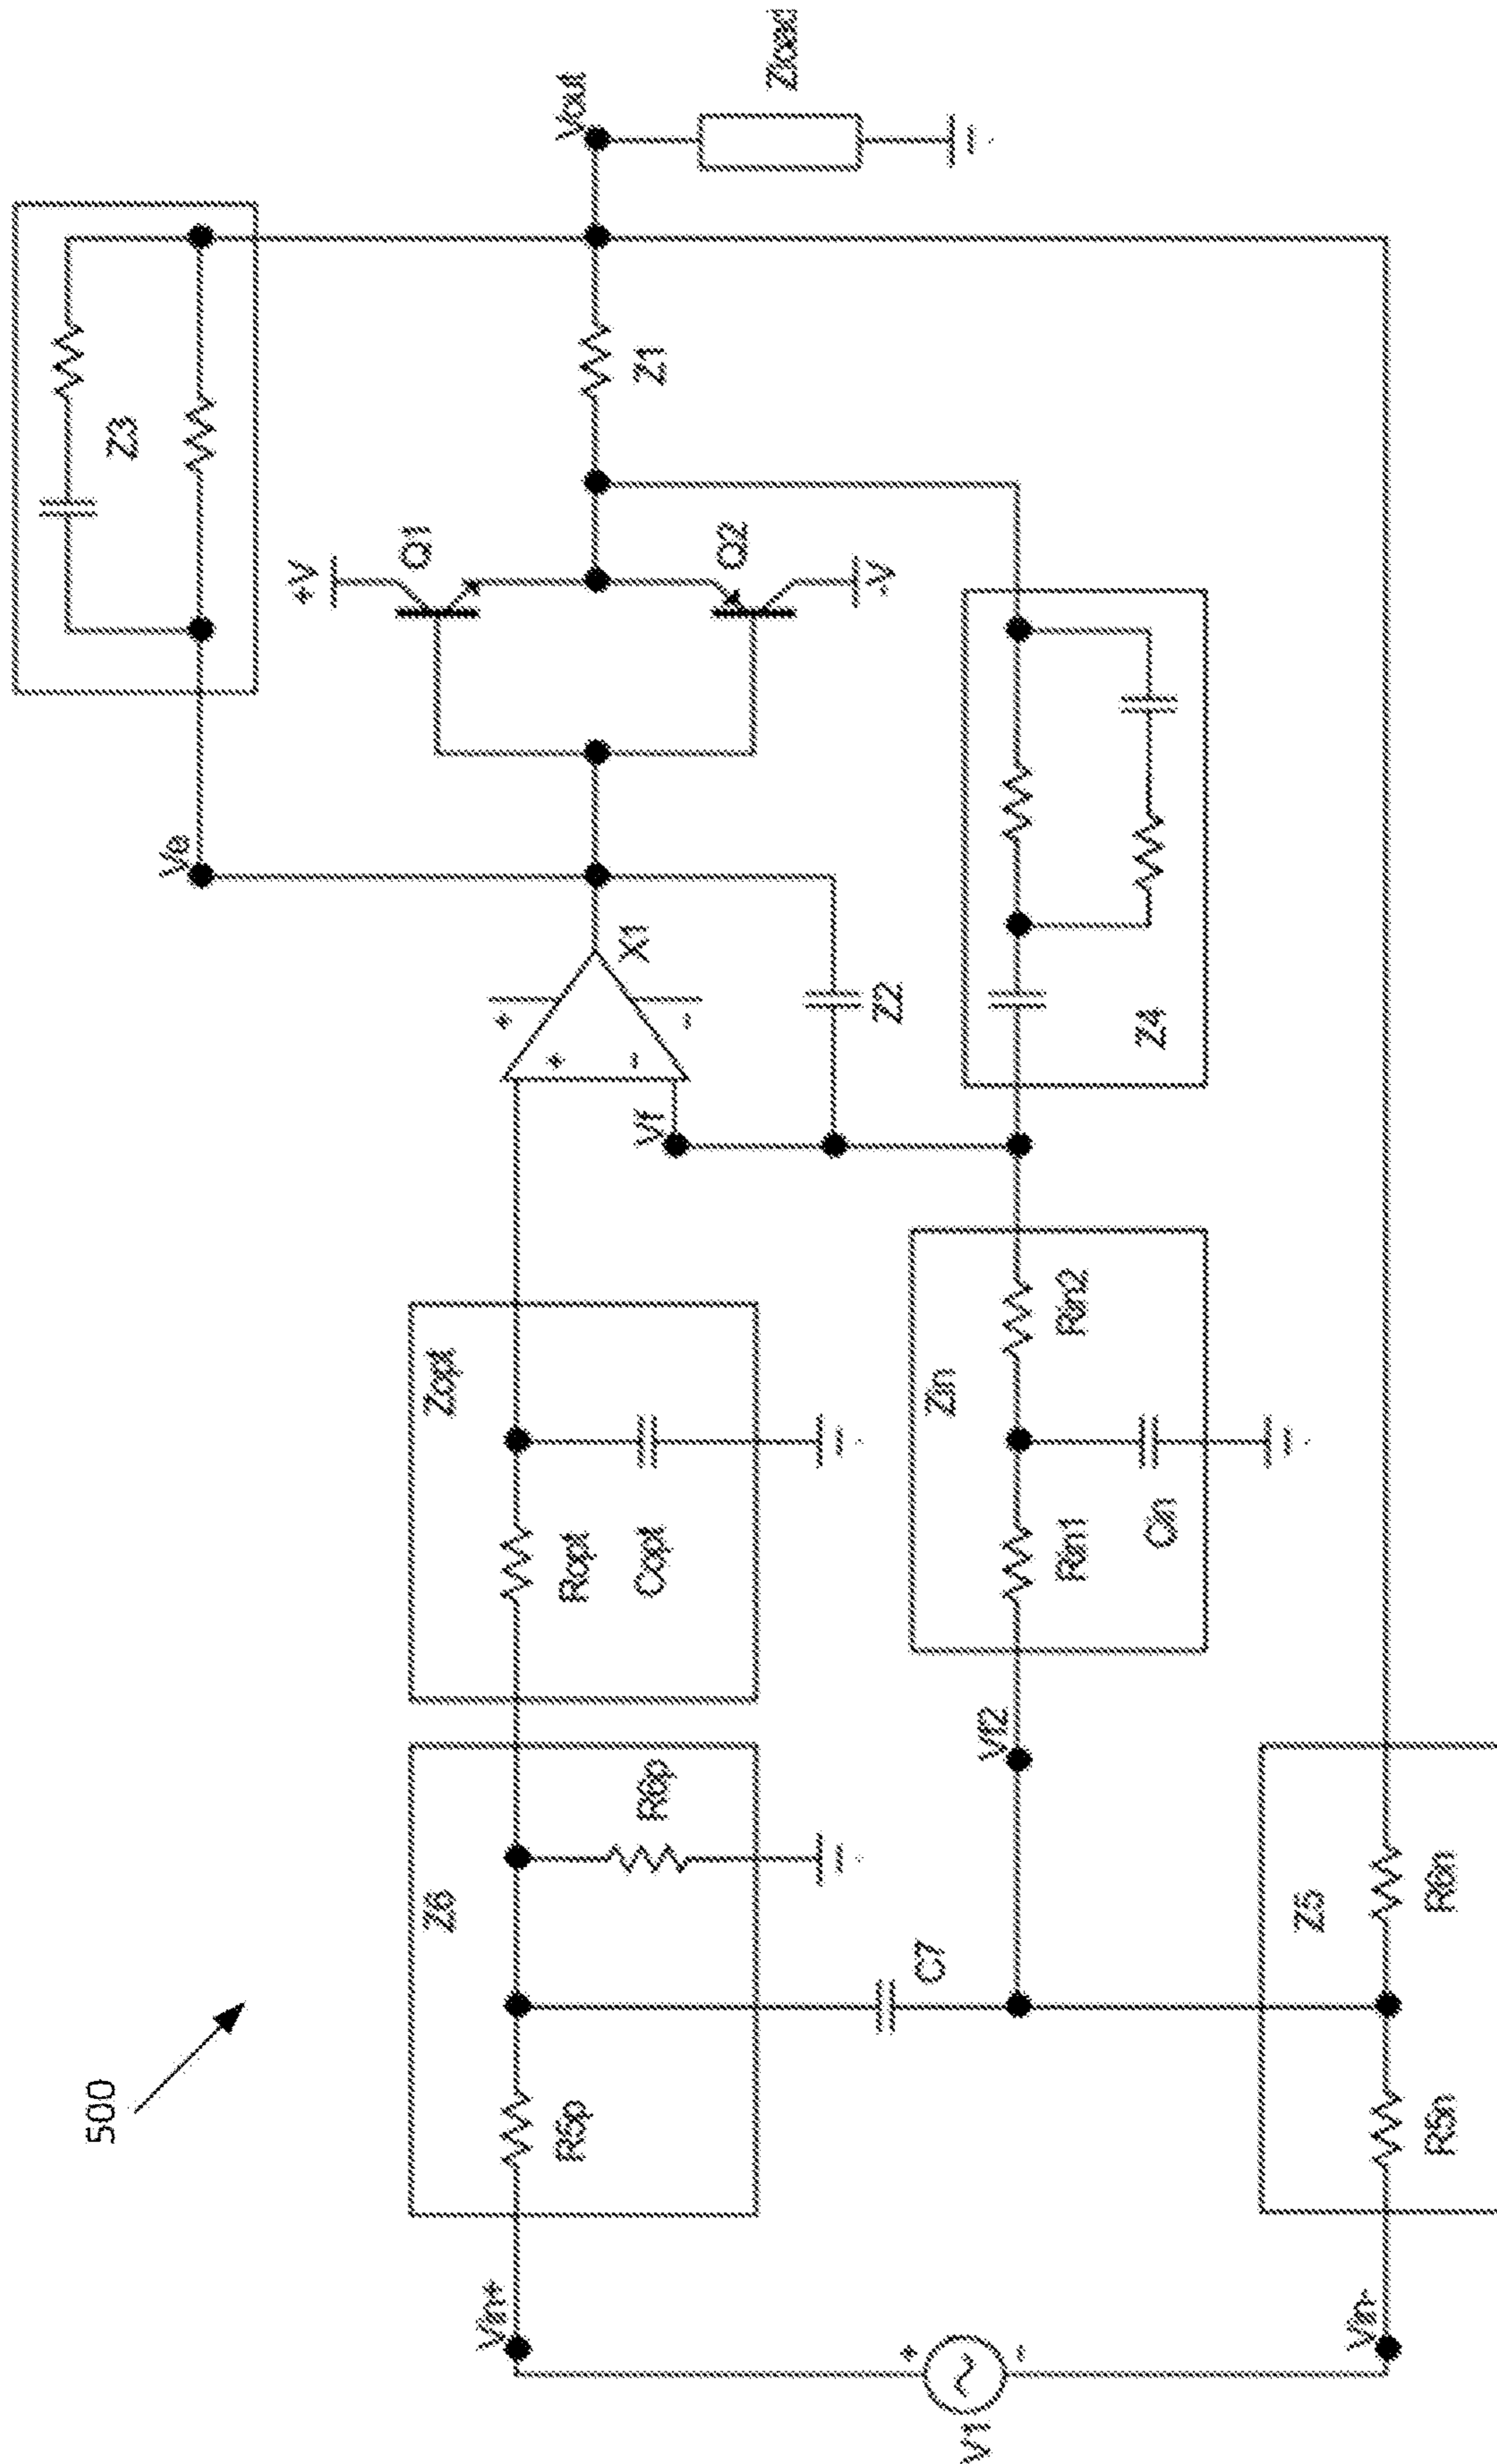 500
Z3
Vout
Zload
+V
Q1
Z1
Q2
-V
Ve
X1
+
-
+
-
Z2
Z4
Vf
Zopt
Ropt
Copt
Zin
Rin1
Rin2
Cin
Vf2
Z6
R5p
R6p
C7
Z5
R5n
R6n
Vin+
Vin-
V1
+
-